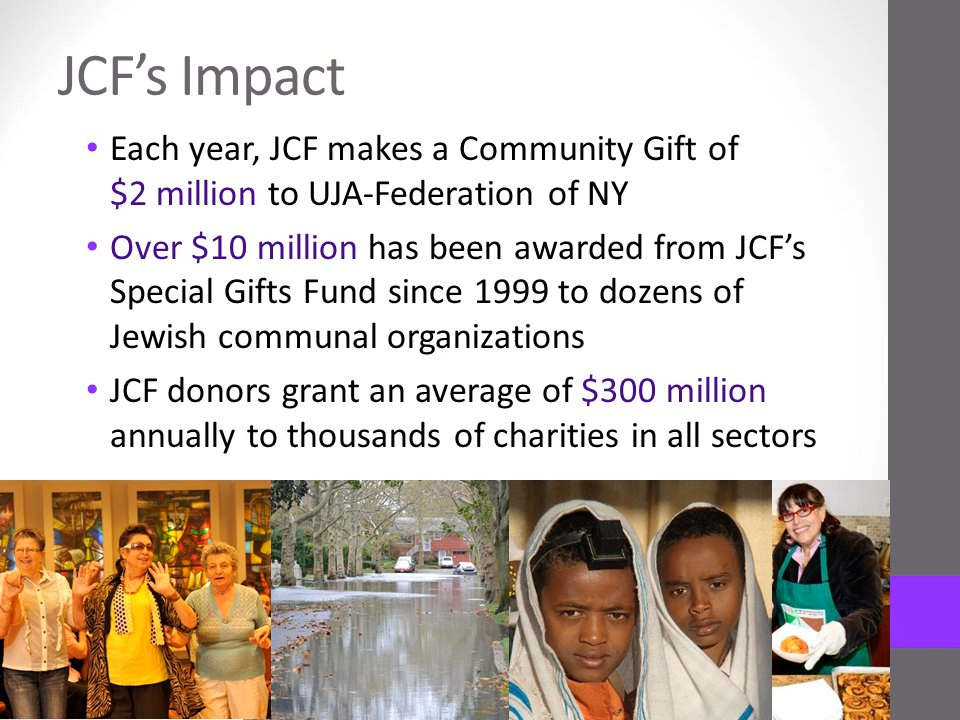 JCF’s Impact
• Each year, JCF makes a Community Gift of
$2 million to UJA-Federation of NY
• Over $10 million has been awarded from JCF’s
Special Gifts Fund since 1999 to dozens of
Jewish communal organizations
• JCF donors grant an average of $300 million
annually to thousands of charities in all sectors